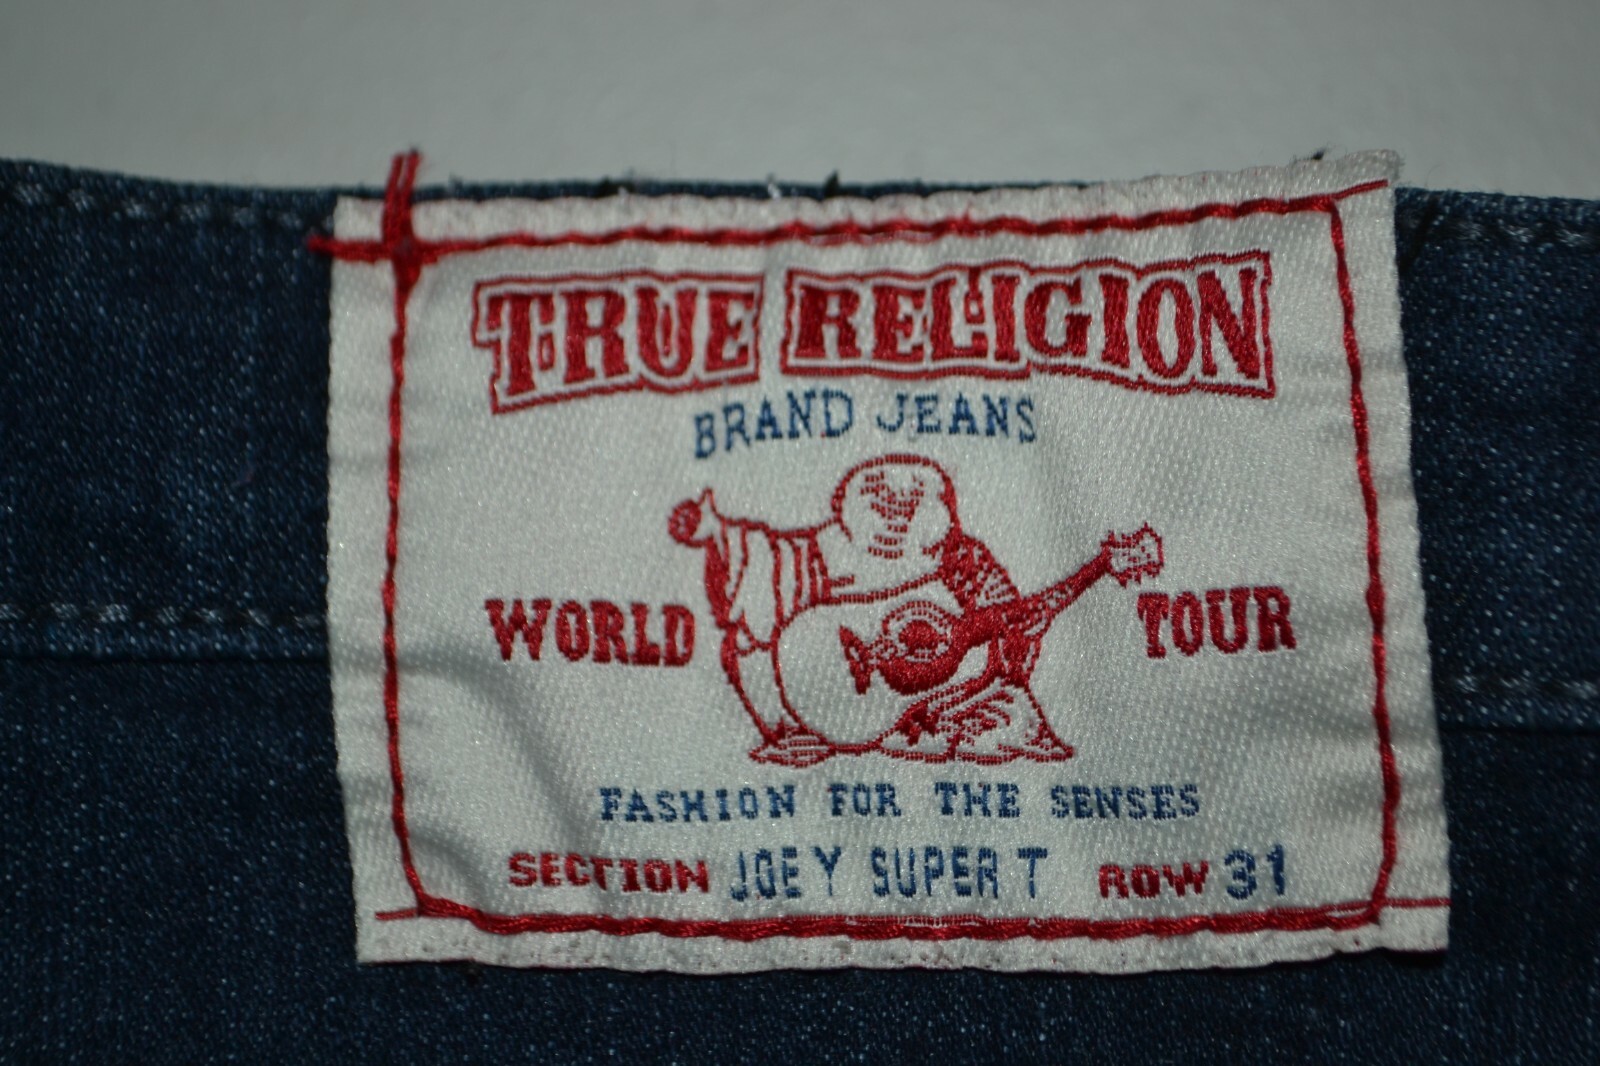 TRUE RELIGION
BRAND JEANS
WORLD TOUR
FASHION FOR THE SENSES
SECTION JOEY SUPER T ROW 31